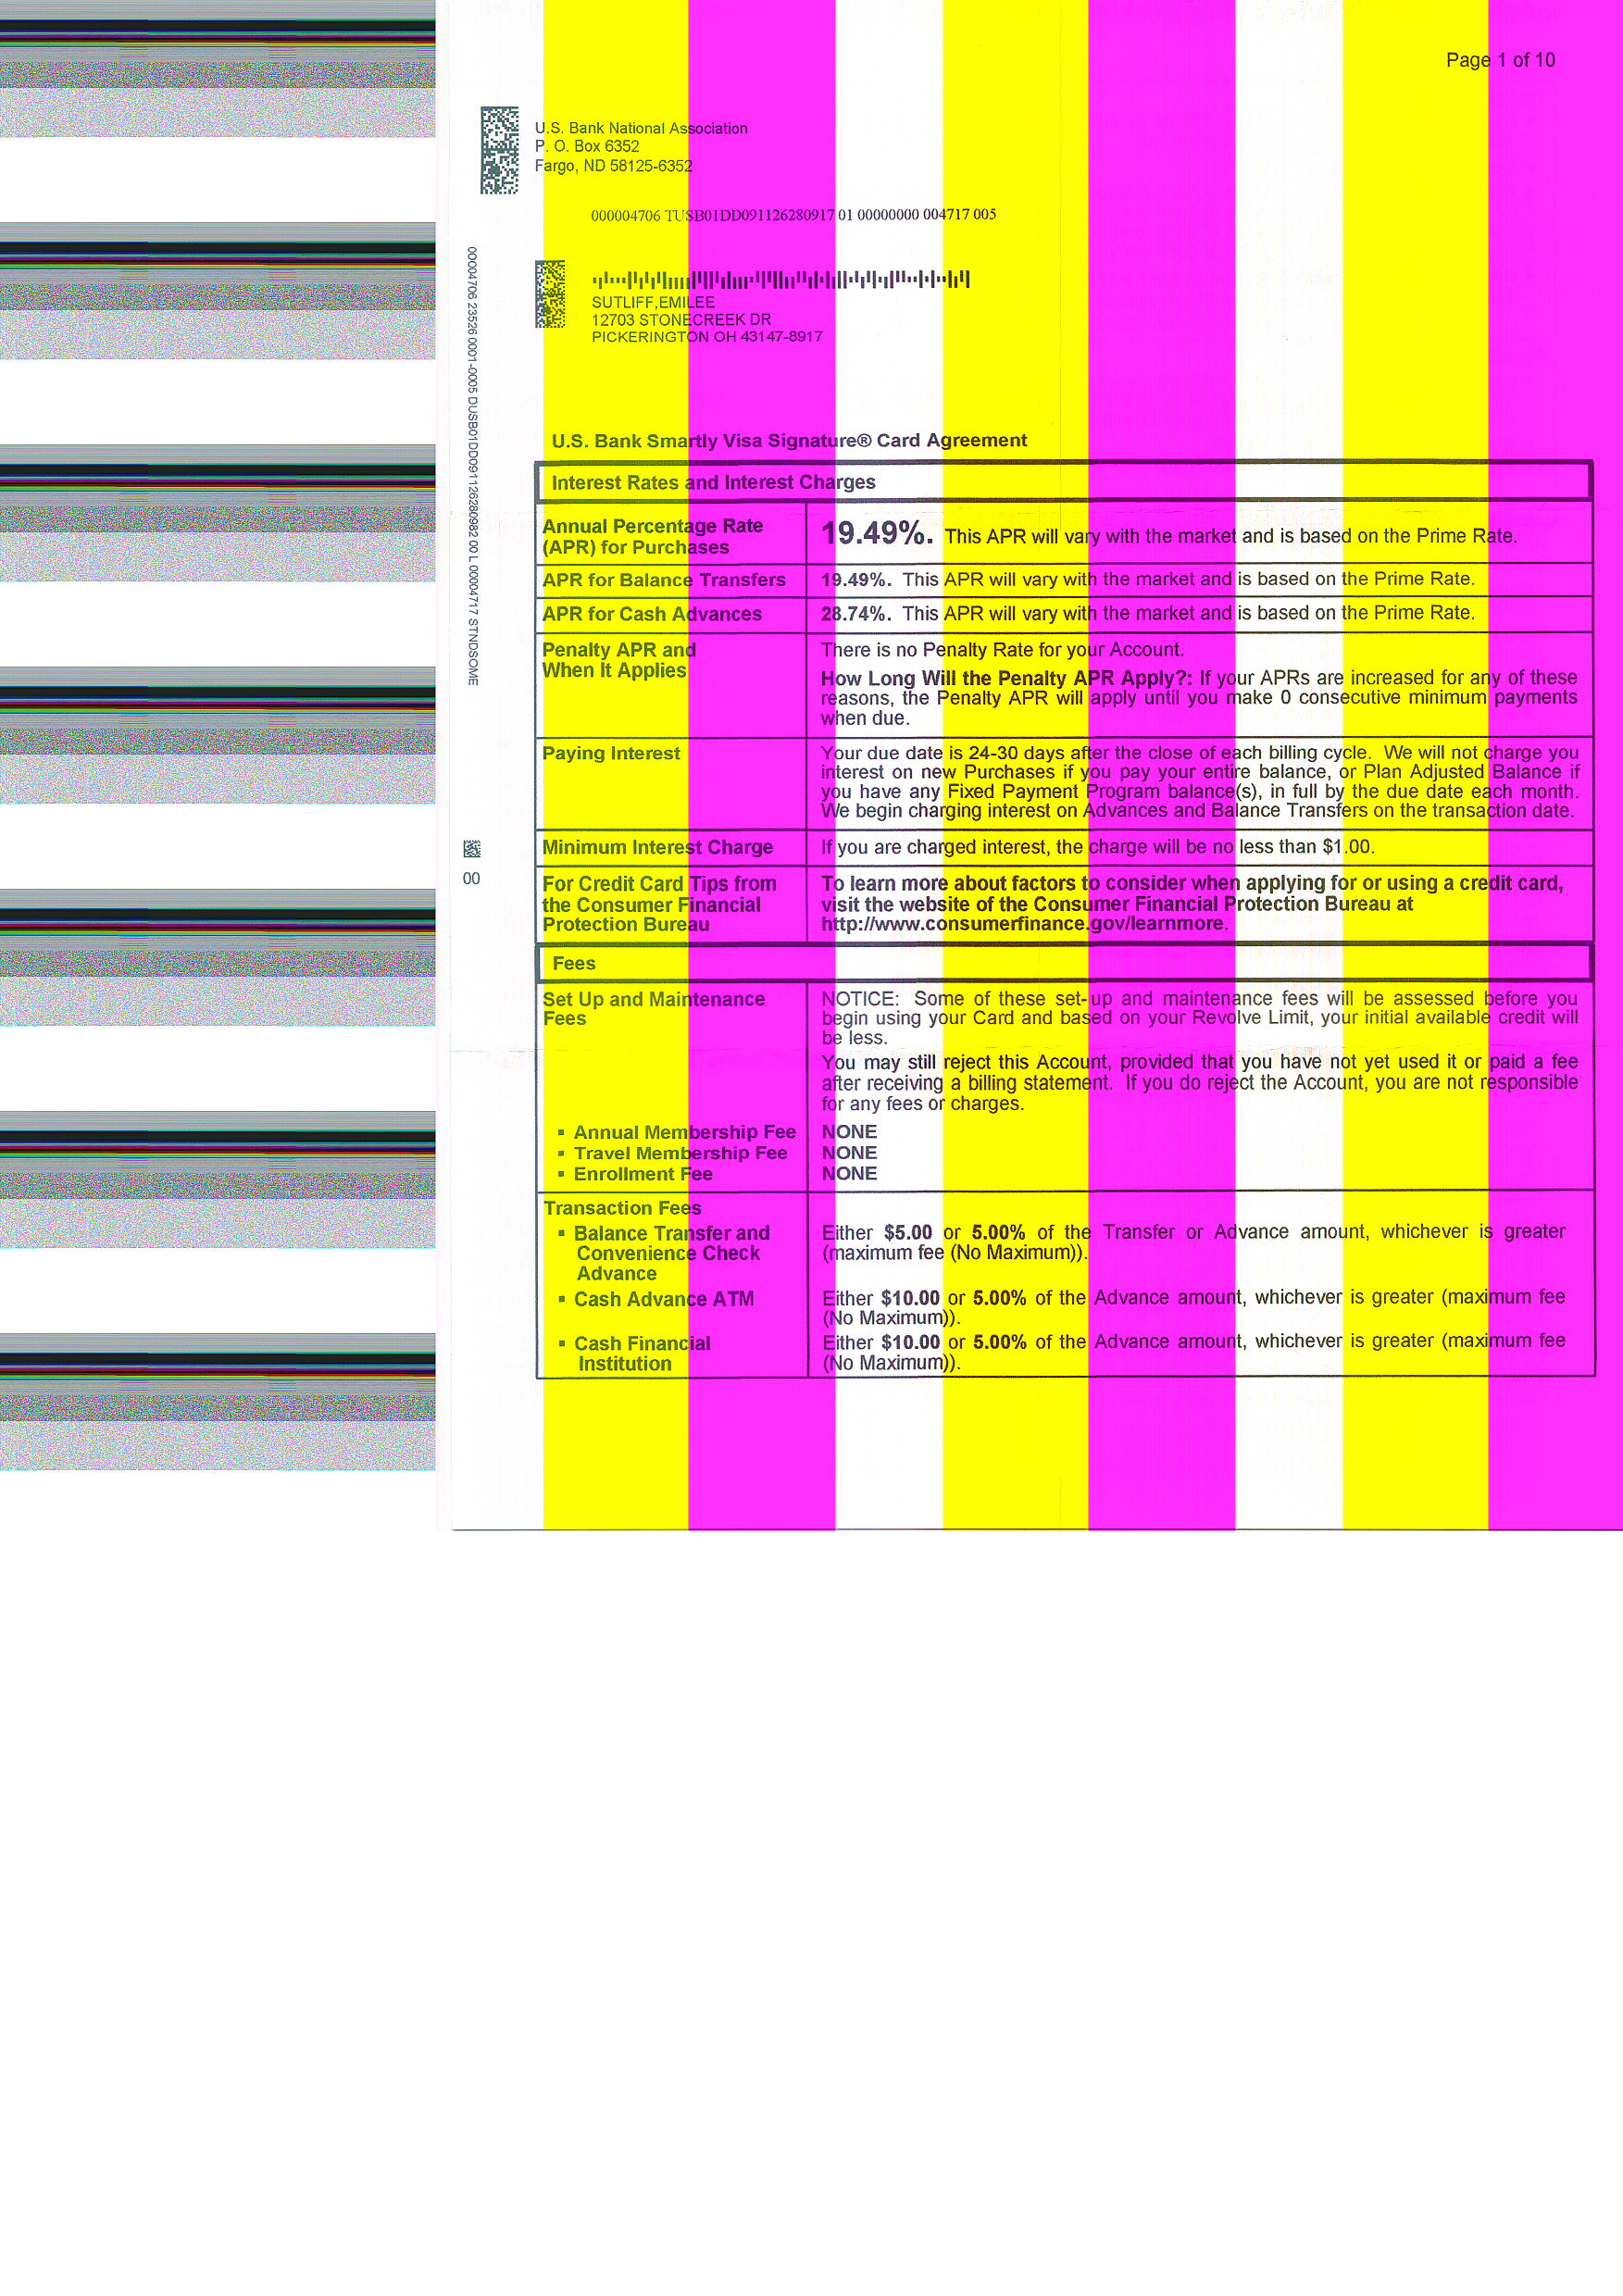 Page 1 of 10
U.S. Bank National Association
P. O. Box 6352
Fargo, ND 58125-6352
000004706 TUSB01DD091126280917 01 00000000 004717 005
000004706 23526 0001-0005 DUSB01DD091126280982 00 L 00004717 STNDSOME
SUTLIFF,EMILEE
12703 STONECREEK DR
PICKERINGTON OH 43147-8917
U.S. Bank Smartly Visa Signature® Card Agreement
Interest Rates and Interest Charges
Annual Percentage Rate
(APR) for Purchases
19.49%. This APR will vary with the market and is based on the Prime Rate.
APR for Balance Transfers
19.49%. This APR will vary with the market and is based on the Prime Rate.
APR for Cash Advances
28.74%. This APR will vary with the market and is based on the Prime Rate.
Penalty APR and
When It Applies
There is no Penalty Rate for your Account.
How Long Will the Penalty APR Apply?: If your APRs are increased for any of these
reasons, the Penalty APR will apply until you make 0 consecutive minimum payments
when due.
Paying Interest
Your due date is 24-30 days after the close of each billing cycle. We will not charge you
interest on new Purchases if you pay your entire balance, or Plan Adjusted Balance if
you have any Fixed Payment Program balance(s), in full by the due date each month.
We begin charging interest on Advances and Balance Transfers on the transaction date.
Minimum Interest Charge
If you are charged interest, the charge will be no less than $1.00.
00
For Credit Card Tips from
the Consumer Financial
Protection Bureau
To learn more about factors to consider when applying for or using a credit card,
visit the website of the Consumer Financial Protection Bureau at
http://www.consumerfinance.gov/learnmore.
Fees
Set Up and Maintenance
Fees
NOTICE: Some of these set-up and maintenance fees will be assessed before you
begin using your Card and based on your Revolve Limit, your initial available credit will
be less.
You may still reject this Account, provided that you have not yet used it or paid a fee
after receiving a billing statement. If you do reject the Account, you are not responsible
for any fees or charges.
▪ Annual Membership Fee NONE
▪ Travel Membership Fee NONE
▪ Enrollment Fee NONE
Transaction Fees
▪ Balance Transfer and
Convenience Check
Advance
Either $5.00 or 5.00% of the Transfer or Advance amount, whichever is greater
(maximum fee (No Maximum)).
▪ Cash Advance ATM
Either $10.00 or 5.00% of the Advance amount, whichever is greater (maximum fee
(No Maximum)).
▪ Cash Financial
Institution
Either $10.00 or 5.00% of the Advance amount, whichever is greater (maximum fee
(No Maximum)).